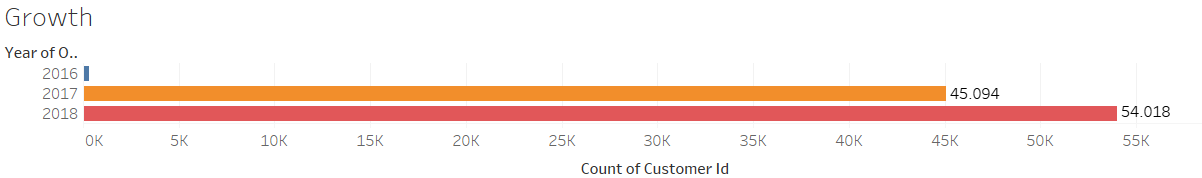 Growth
Year of O..
2016
2017 45.094
2018 54.018
0K 5K 10K 15K 20K 25K 30K 35K 40K 45K 50K 55K
Count of Customer Id